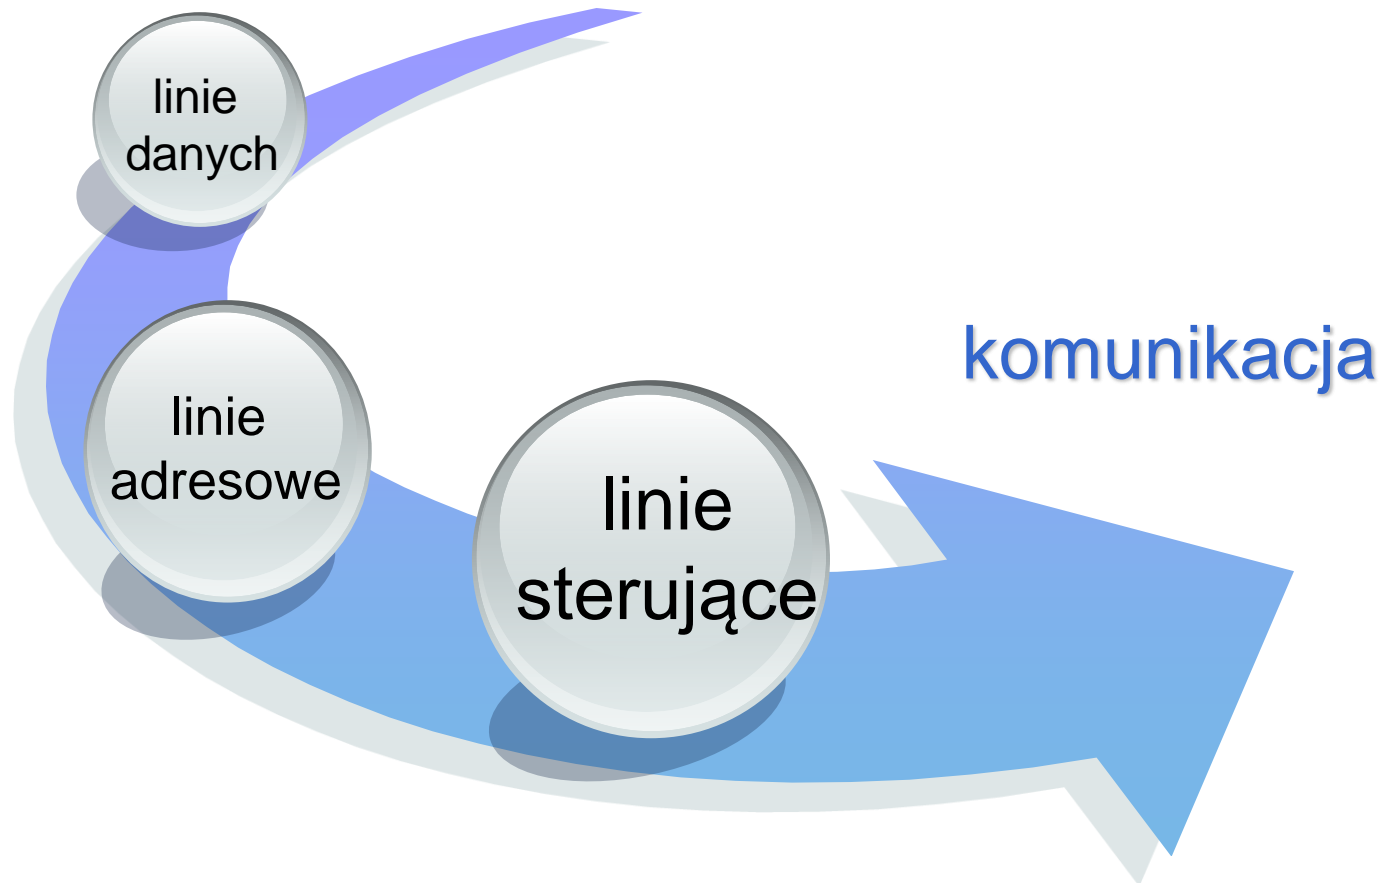 linie
danych
linie
adresowe
linie
sterujące
komunikacja